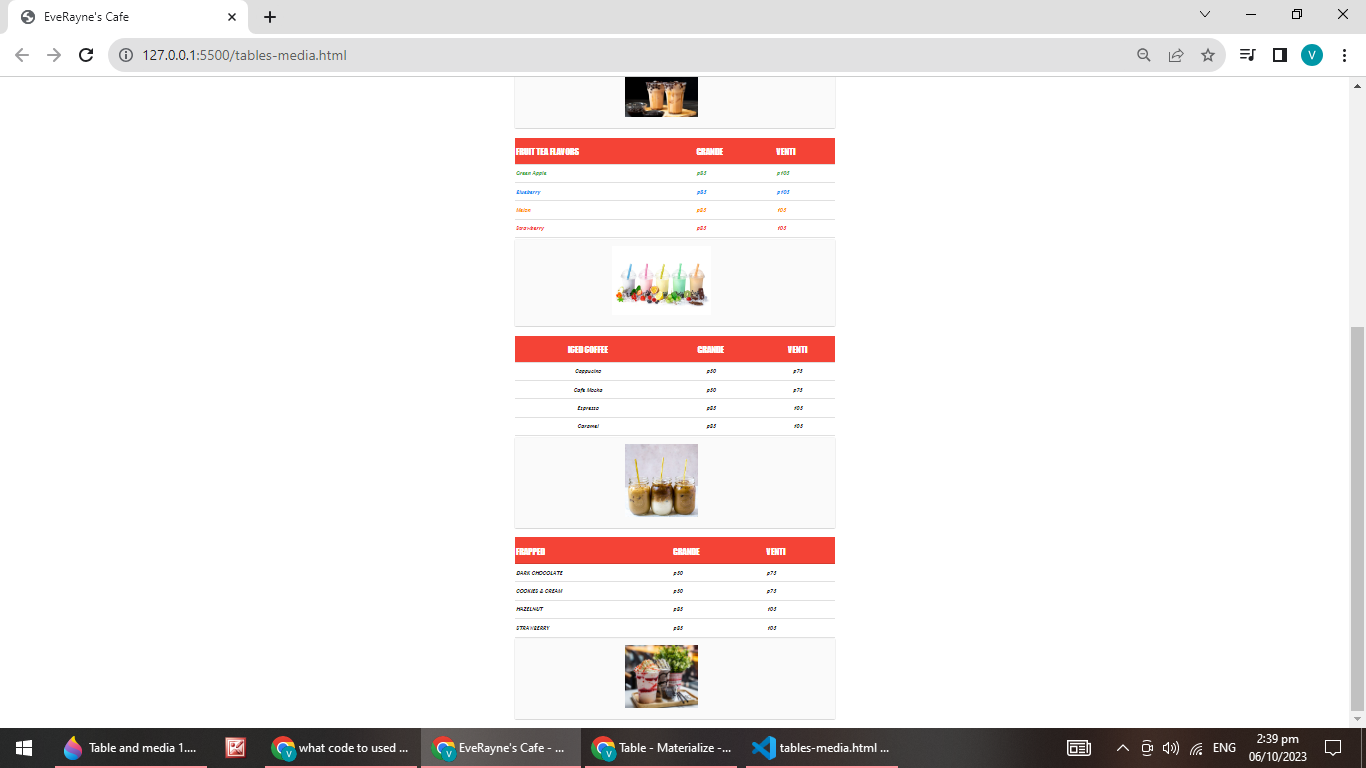 EveRayne's Cafe
127.0.0.1:5500/tables-media.html
V
FRUIT TEA FLAVORS GRANDE VENTI
Green Apple p85 p105
Blueberry p85 p105
Melon p85 105
Strawberry p85 105
ICED COFFEE GRANDE VENTI
Cappucino p50 p75
Cafe Mocha p50 p75
Espresso p85 105
Caramel p85 105
FRAPPED GRANDE VENTI
DARK CHOCOLATE p50 p75
COOKIES & CREAM p50 p75
HAZELNUT p85 105
STRAWBERRY p85 105
Table and media 1.... what code to used ... EveRayne's Cafe - ... Table - Materialize -... tables-media.html ... ENG 2:39 pm
06/10/2023